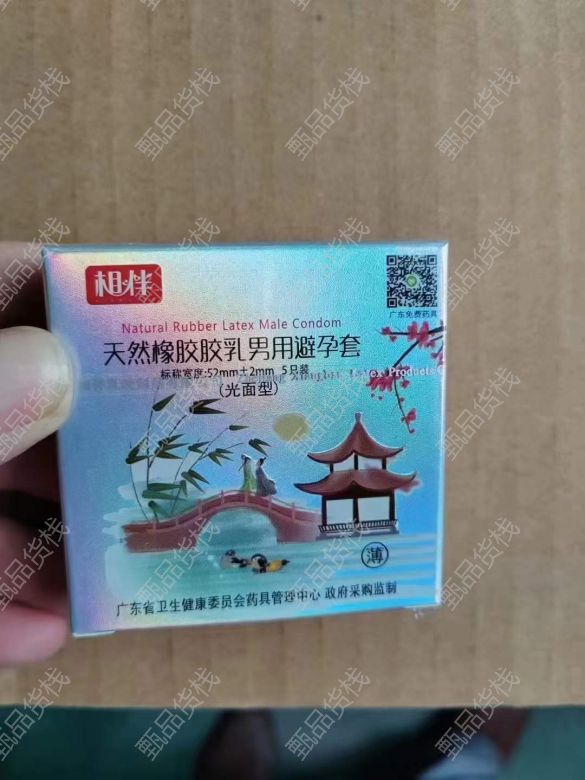 相伴
广东免费药具
Natural Rubber Latex Male Condom
天然橡胶胶乳男用避孕套
标称宽度:52mm±2mm 5只装
Latex Products
(光面型)
薄
广东省卫生健康委员会药具管理中心 政府采购监制
甄品货栈